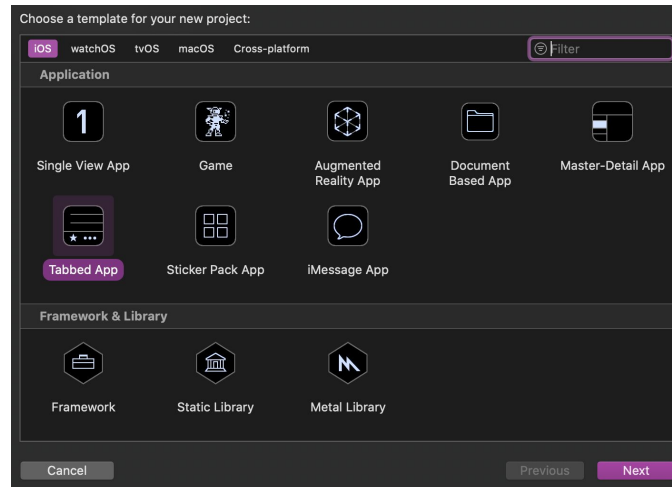 Choose a template for your new project:
iOS watchOS tvOS macOS Cross-platform Filter
Application
1
Single View App Game Augmented Reality App Document Based App Master-Detail App
Tabbed App Sticker Pack App iMessage App
Framework & Library
Framework Static Library Metal Library
Cancel Previous Next